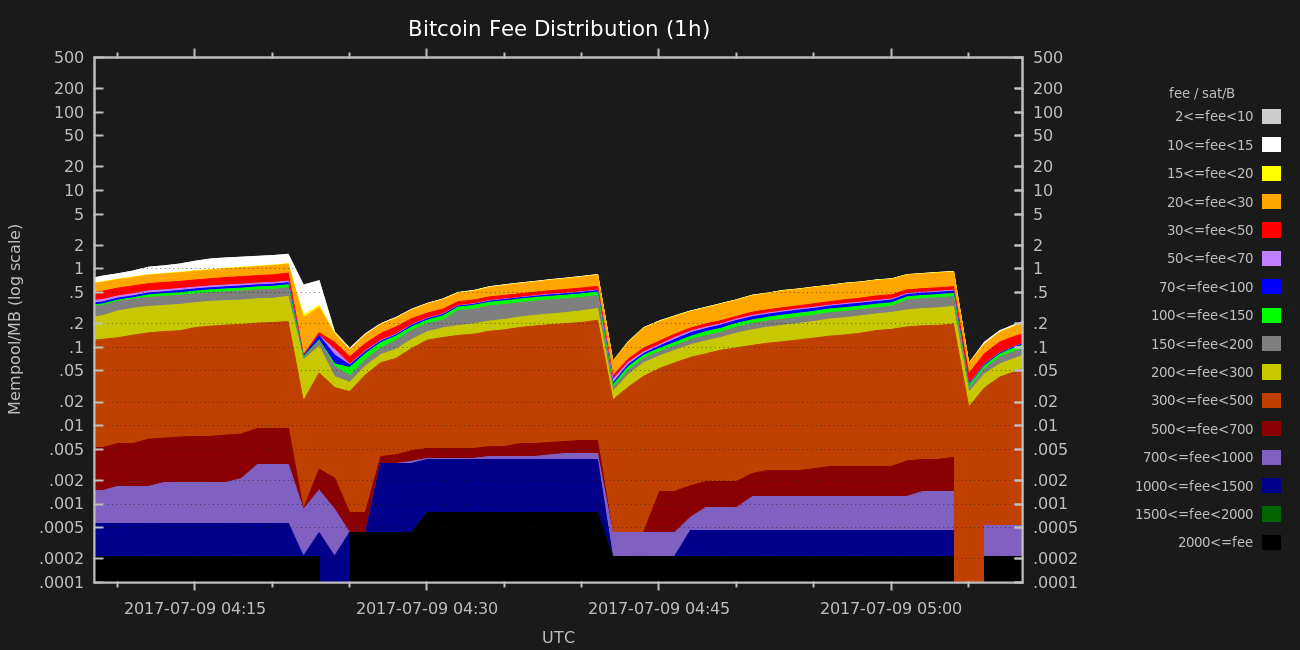 Bitcoin Fee Distribution (1h)
Mempool/MB (log scale)
500
200
100
50
20
10
5
2
1
.5
.2
.1
.05
.02
.01
.005
.002
.001
.0005
.0002
.0001
500
200
100
50
20
10
5
2
1
.5
.2
.1
.05
.02
.01
.005
.002
.001
.0005
.0002
.0001
2017-07-09 04:15
2017-07-09 04:30
2017-07-09 04:45
2017-07-09 05:00
UTC
fee / sat/B
2<=fee<10
10<=fee<15
15<=fee<20
20<=fee<30
30<=fee<50
50<=fee<70
70<=fee<100
100<=fee<150
150<=fee<200
200<=fee<300
300<=fee<500
500<=fee<700
700<=fee<1000
1000<=fee<1500
1500<=fee<2000
2000<=fee